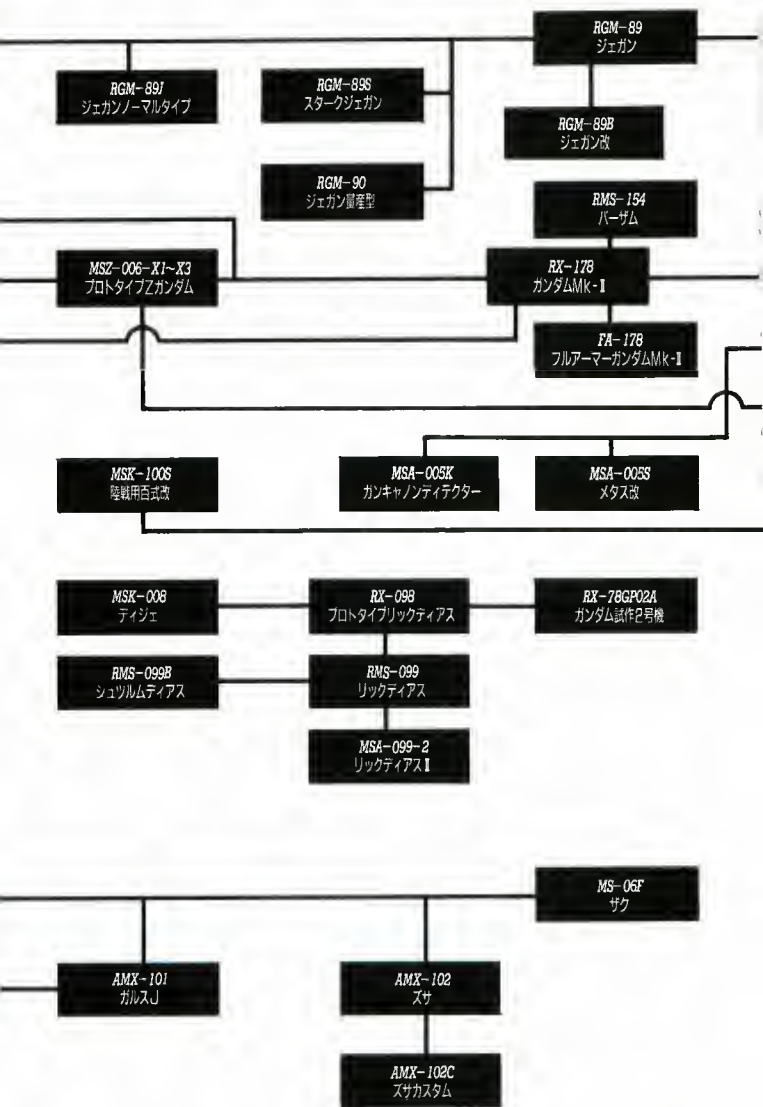 RGM-89
ジェガン
RGM-89J
ジェガンノーマルタイプ
RGM-89S
スタークジェガン
RGM-89B
ジェガン改
RGM-90
ジェガン量産型
RMS-154
バーザム
MSZ-006-X1~X3
プロトタイプZガンダム
RX-178
ガンダムMk-Ⅱ
FA-178
フルアーマーガンダムMk-Ⅱ
MSK-100S
陸戦用百式改
MSA-005K
ガンキャノンディテクター
MSA-005S
メタス改
MSK-008
ディジェ
RX-098
プロトタイプリックディアス
RX-78GP02A
ガンダム試作2号機
RMS-099B
シュツルムディアス
RMS-099
リックディアス
MSA-099-2
リックディアスⅡ
MS-06F
ザク
AMX-101
ガルスJ
AMX-102
ズサ
AMX-102C
ズサカスタム